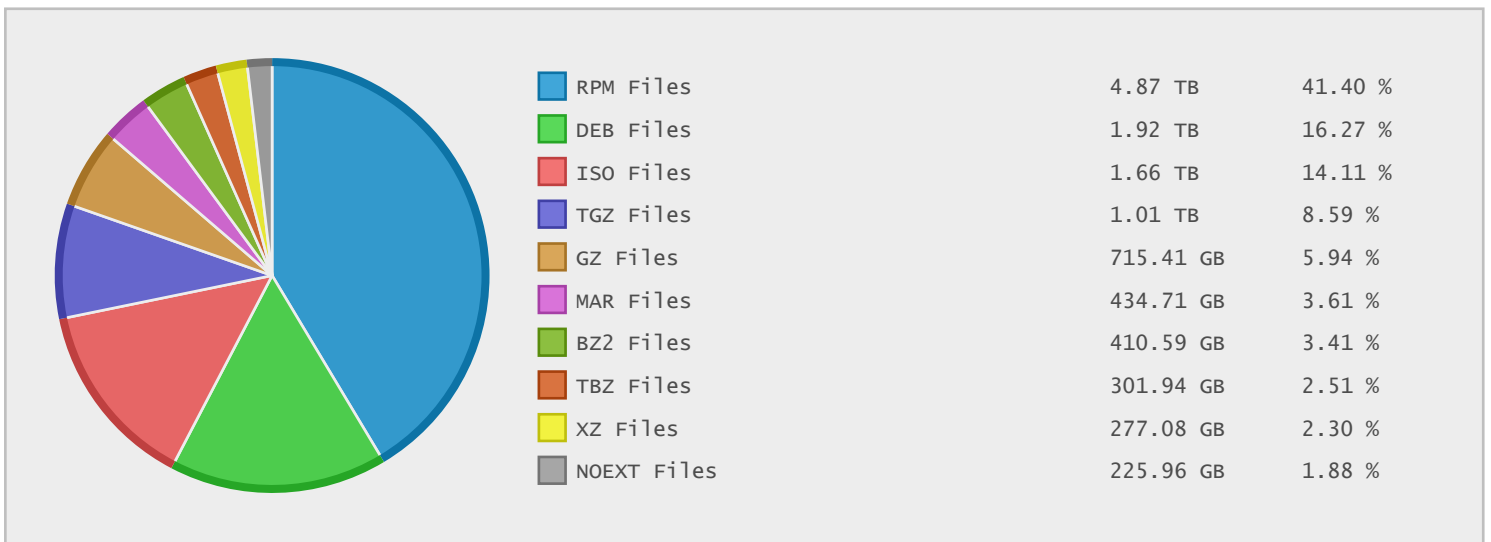 RPM Files 4.87 TB 41.40 %
DEB Files 1.92 TB 16.27 %
ISO Files 1.66 TB 14.11 %
TGZ Files 1.01 TB 8.59 %
GZ Files 715.41 GB 5.94 %
MAR Files 434.71 GB 3.61 %
BZ2 Files 410.59 GB 3.41 %
TBZ Files 301.94 GB 2.51 %
XZ Files 277.08 GB 2.30 %
NOEXT Files 225.96 GB 1.88 %